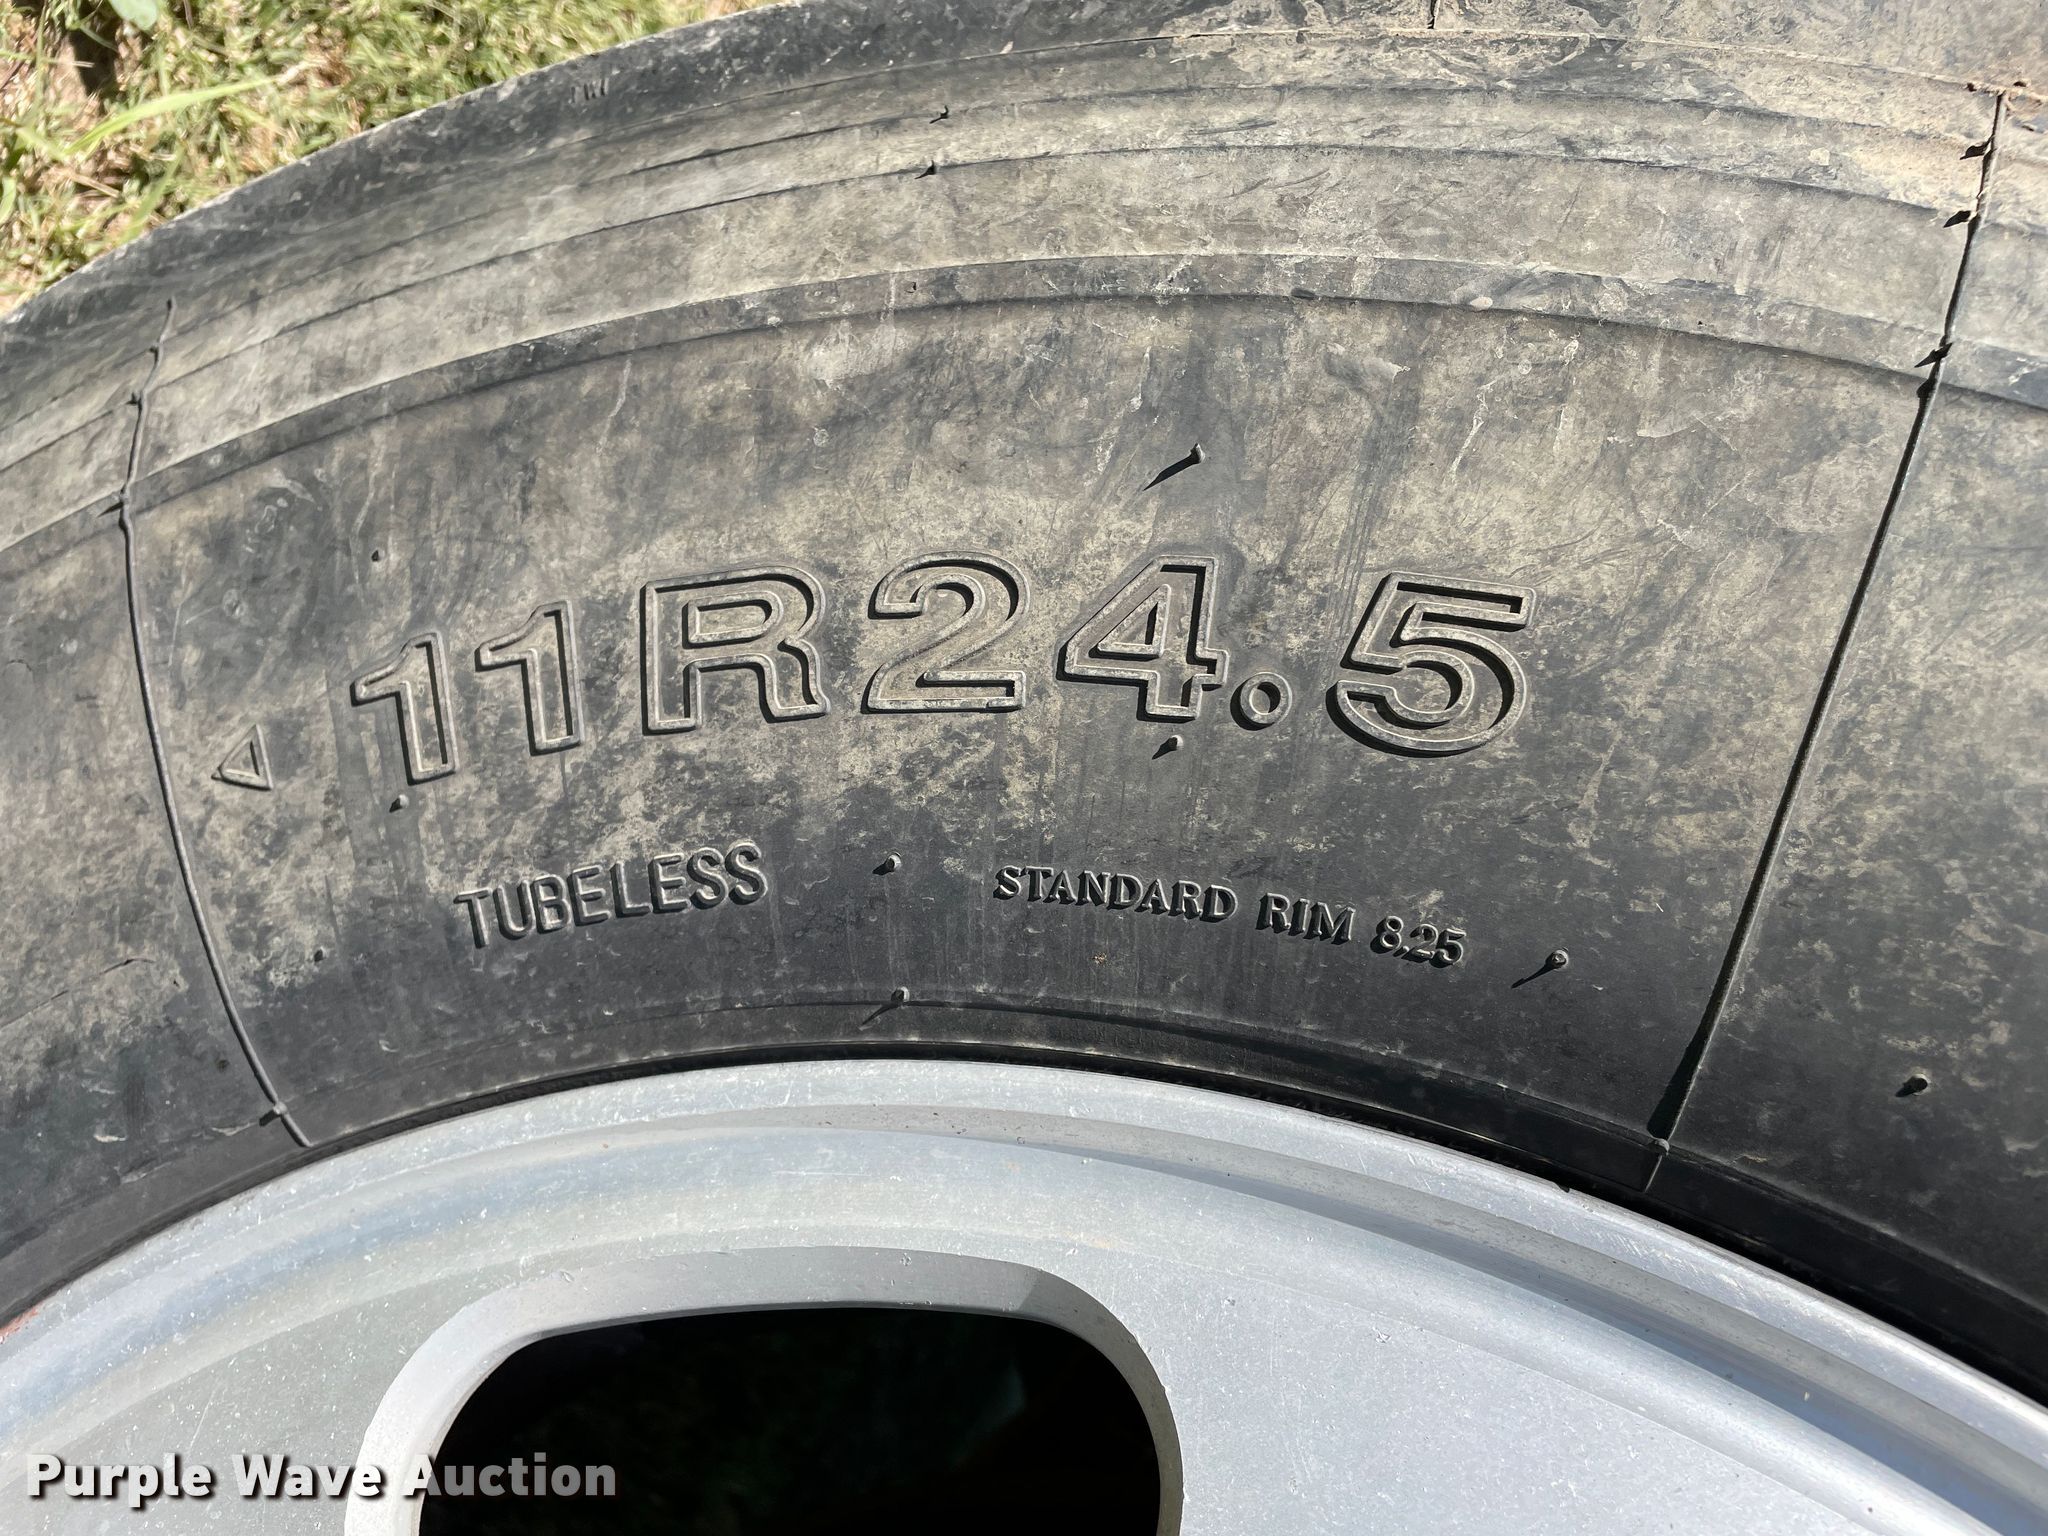 11R24.5
TUBELESS
STANDARD RIM 8.25
Purple Wave Auction